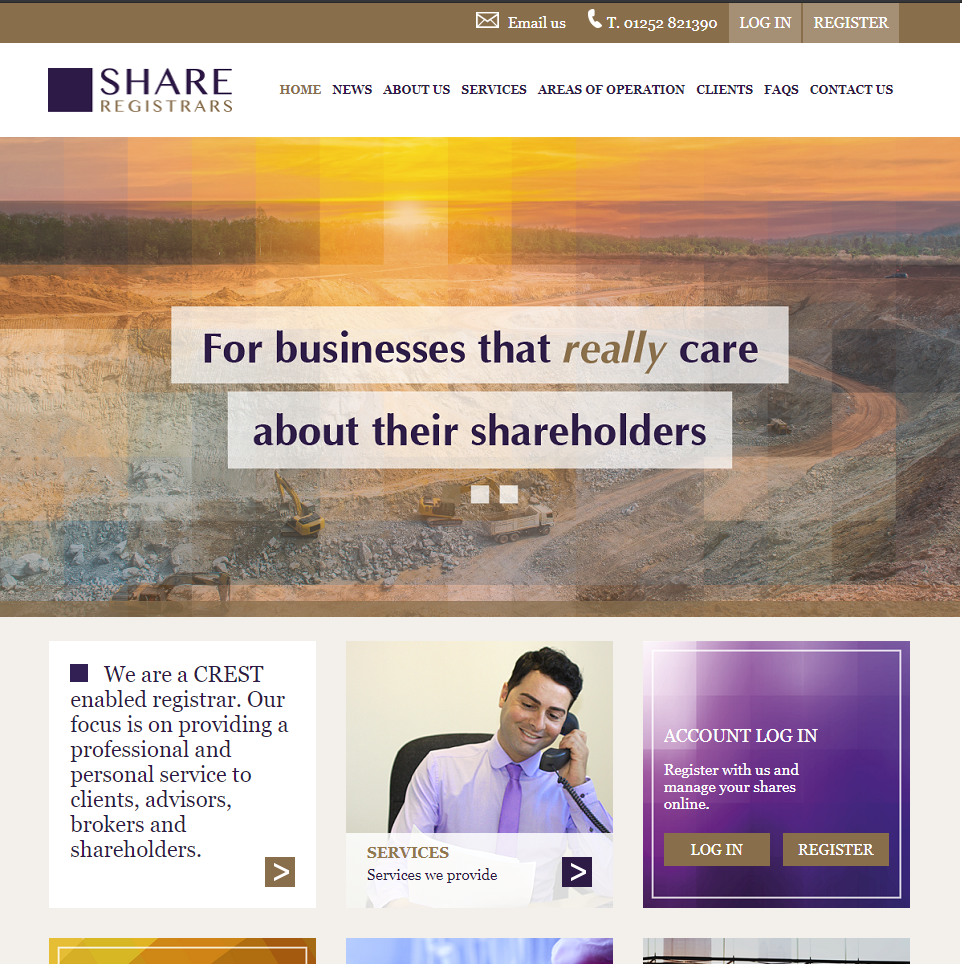 Email us
T. 01252 821390
LOG IN
REGISTER
SHARE
REGISTRARS
HOME NEWS ABOUT US SERVICES AREAS OF OPERATION CLIENTS FAQS CONTACT US
For businesses that really care
about their shareholders
We are a CREST
enabled registrar. Our
focus is on providing a
professional and
personal service to
clients, advisors,
brokers and
shareholders.
>
SERVICES
Services we provide
>
ACCOUNT LOG IN
Register with us and
manage your shares
online.
LOG IN
REGISTER